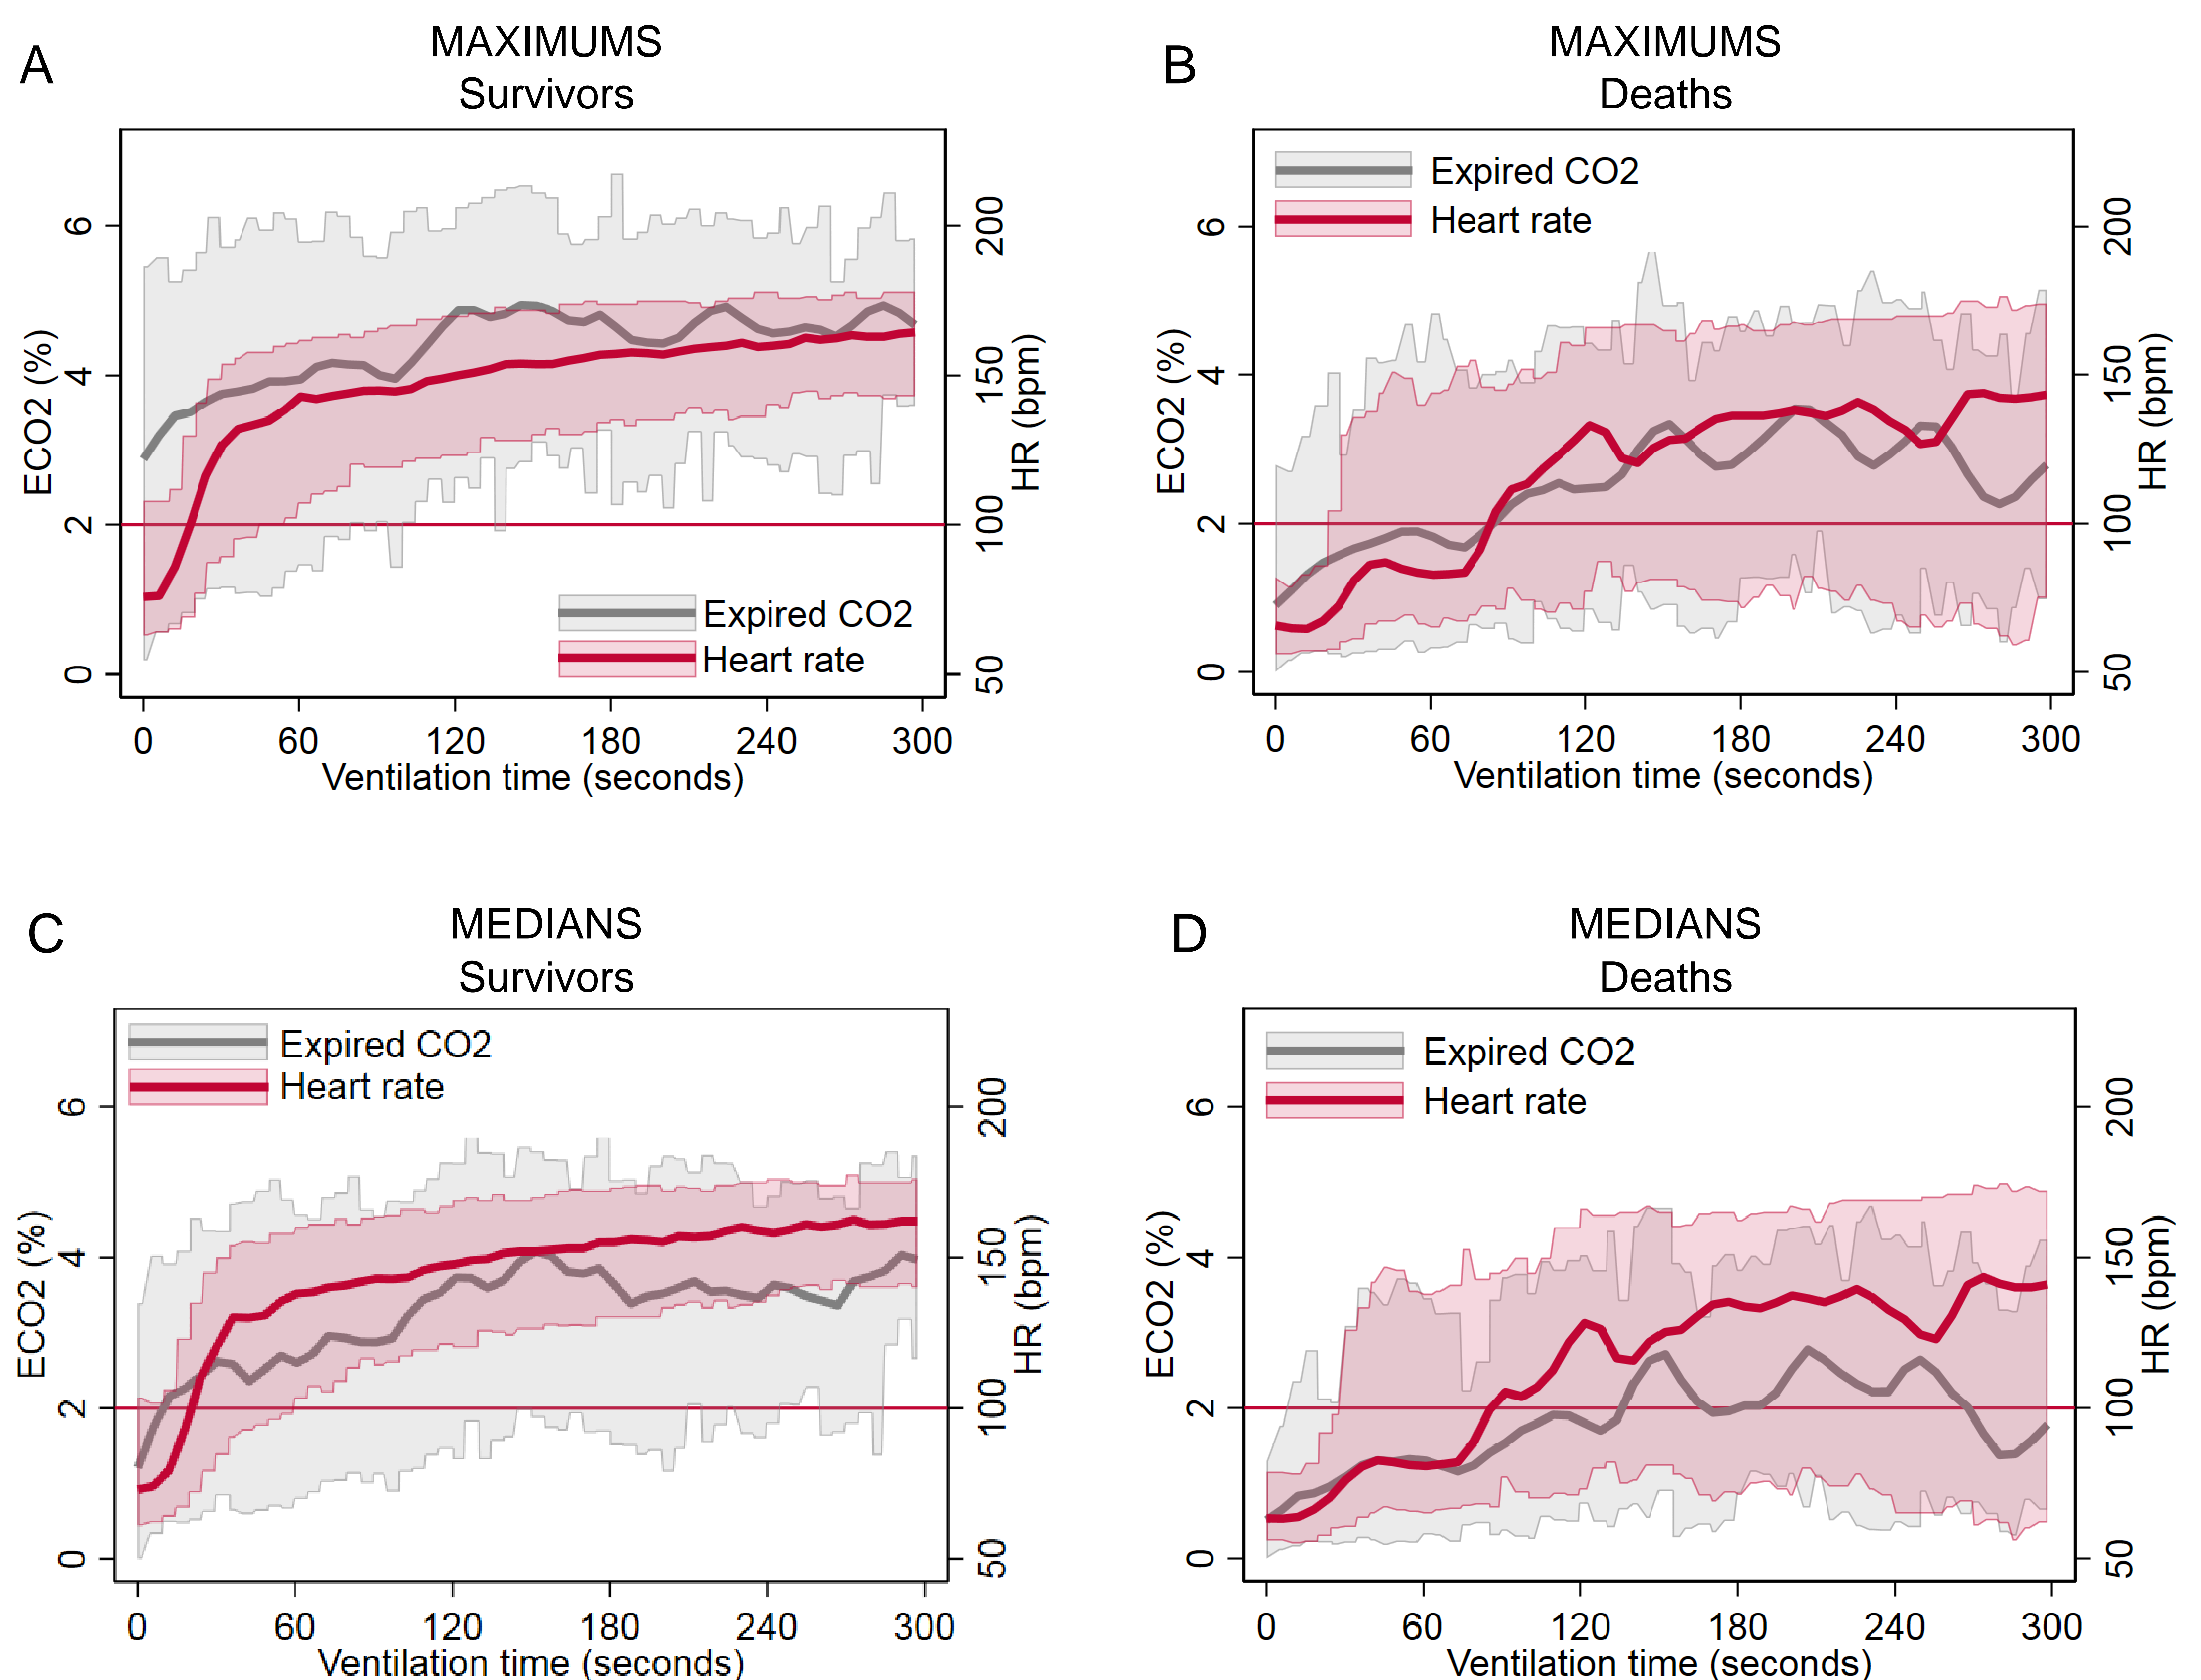 A
MAXIMUMS
Survivors
ECO2 (%)
6
4
2
0
200
150
100
50
HR (bpm)
Expired CO2
Heart rate
0 60 120 180 240 300
Ventilation time (seconds)
B
MAXIMUMS
Deaths
Expired CO2
Heart rate
ECO2 (%)
6
4
2
0
200
150
100
50
HR (bpm)
0 60 120 180 240 300
Ventilation time (seconds)
C
MEDIANS
Survivors
Expired CO2
Heart rate
ECO2 (%)
6
4
2
0
200
150
100
50
HR (bpm)
0 60 120 180 240 300
Ventilation time (seconds)
D
MEDIANS
Deaths
Expired CO2
Heart rate
ECO2 (%)
6
4
2
0
200
150
100
50
HR (bpm)
0 60 120 180 240 300
Ventilation time (seconds)